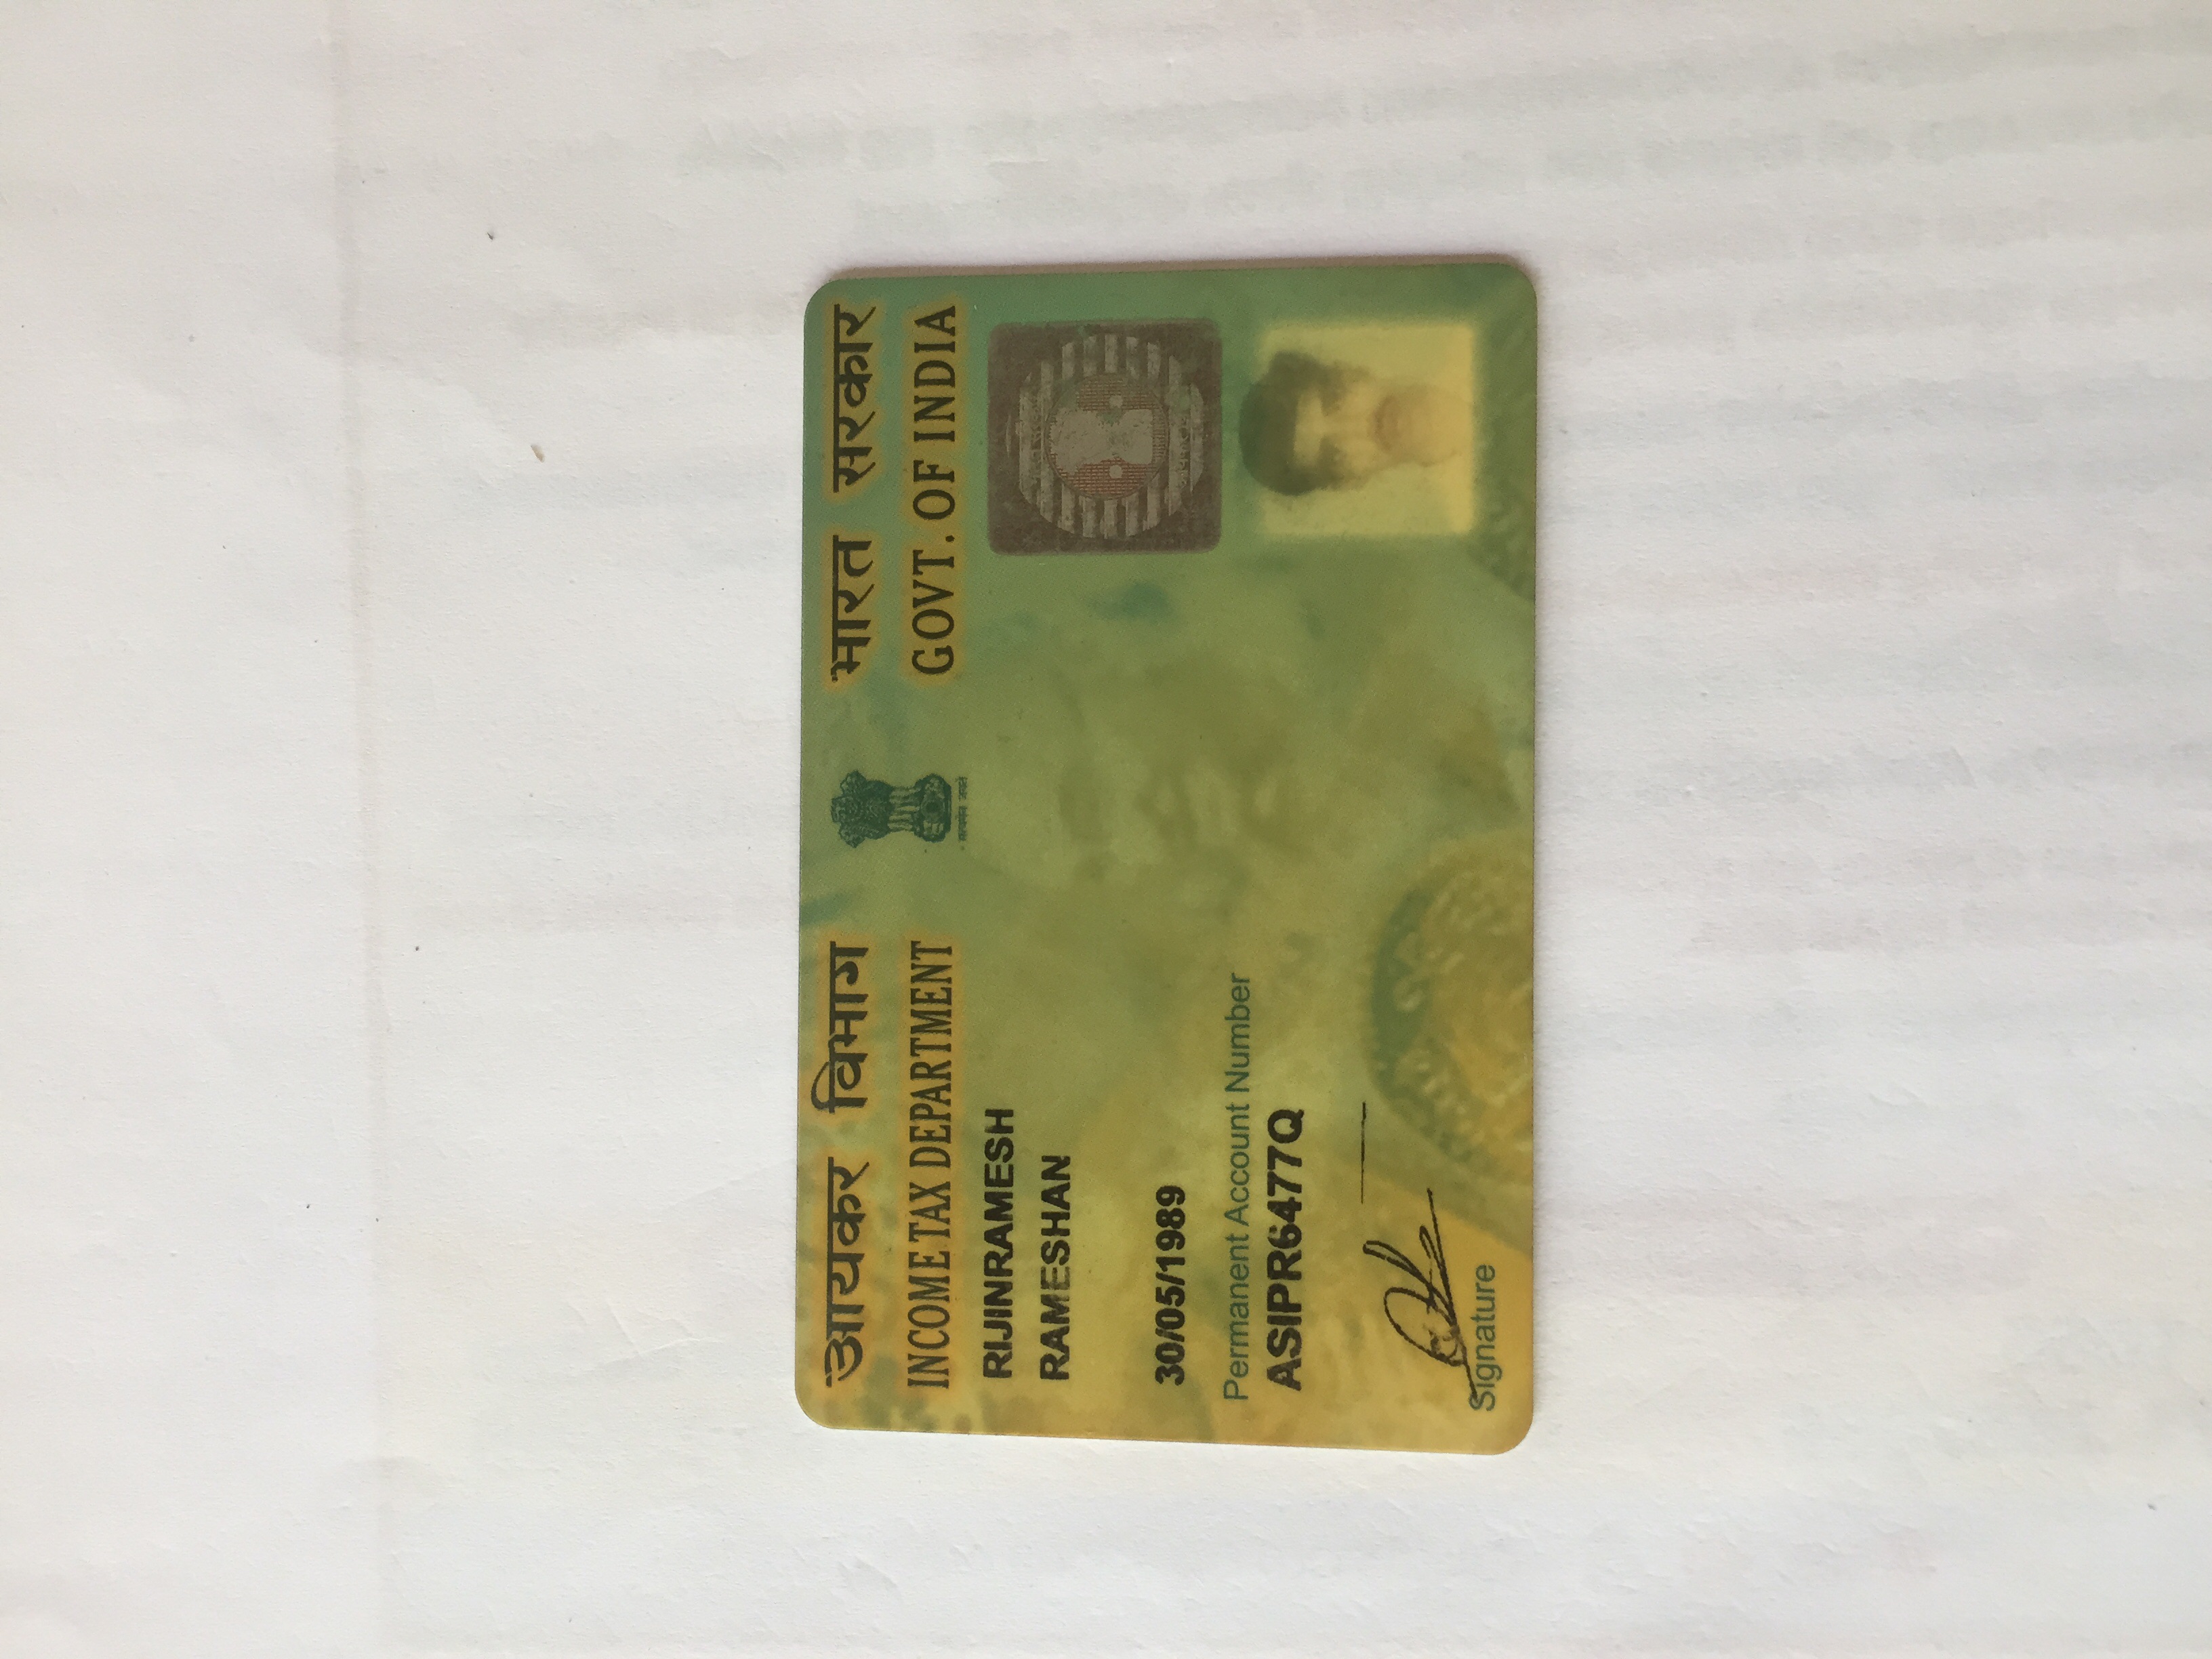 आयकर विभाग
INCOME TAX DEPARTMENT
सत्यमेव जयते
भारत सरकार
GOVT. OF INDIA
RIJINRAMESH
RAMESHAN
30/05/1989
Permanent Account Number
ASIPR6477Q
Signature